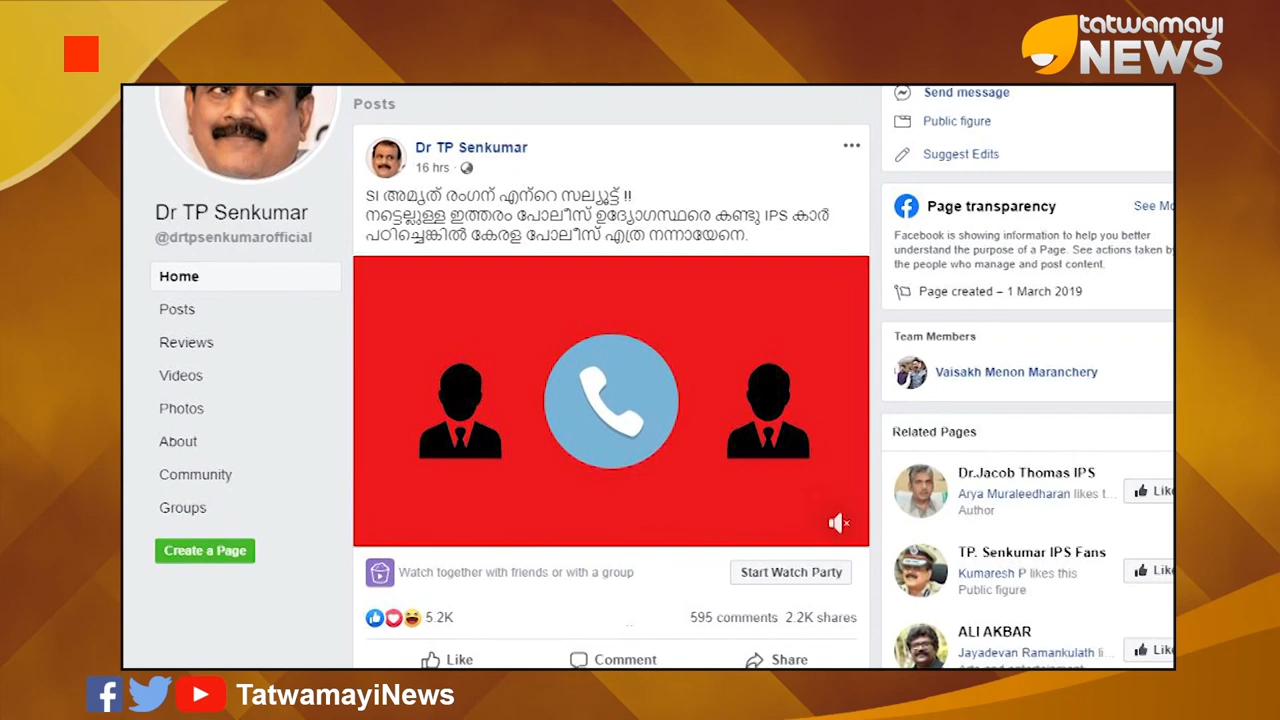 tatwamayi
NEWS
Posts
Dr TP Senkumar
16 hrs ·
SI അമൃത് രംഗന് എന്റെ സല്യൂട്ട് !!
നട്ടെല്ലുള്ള ഇത്തരം പോലീസ് ഉദ്യോഗസ്ഥരെ കണ്ടു IPS കാർ
പഠിച്ചെങ്കിൽ കേരള പോലീസ് എത്ര നന്നായേനെ.
Watch together with friends or with a group
Start Watch Party
5.2K
595 comments 2.2K shares
Like
Comment
Share
Dr TP Senkumar
@drtpsenkumarofficial
Home
Posts
Reviews
Videos
Photos
About
Community
Groups
Create a Page
Send message
Public figure
Suggest Edits
Page transparency
See Mo
Facebook is showing information to help you better
understand the purpose of a Page. See actions taken by
the people who manage and post content.
Page created – 1 March 2019
Team Members
Vaisakh Menon Maranchery
Related Pages
Dr.Jacob Thomas IPS
Arya Muraleedharan likes t...
Author
Like
TP. Senkumar IPS Fans
Kumaresh P likes this
Public figure
Like
ALI AKBAR
Jayadevan Ramankulath li...
Like
TatwamayiNews